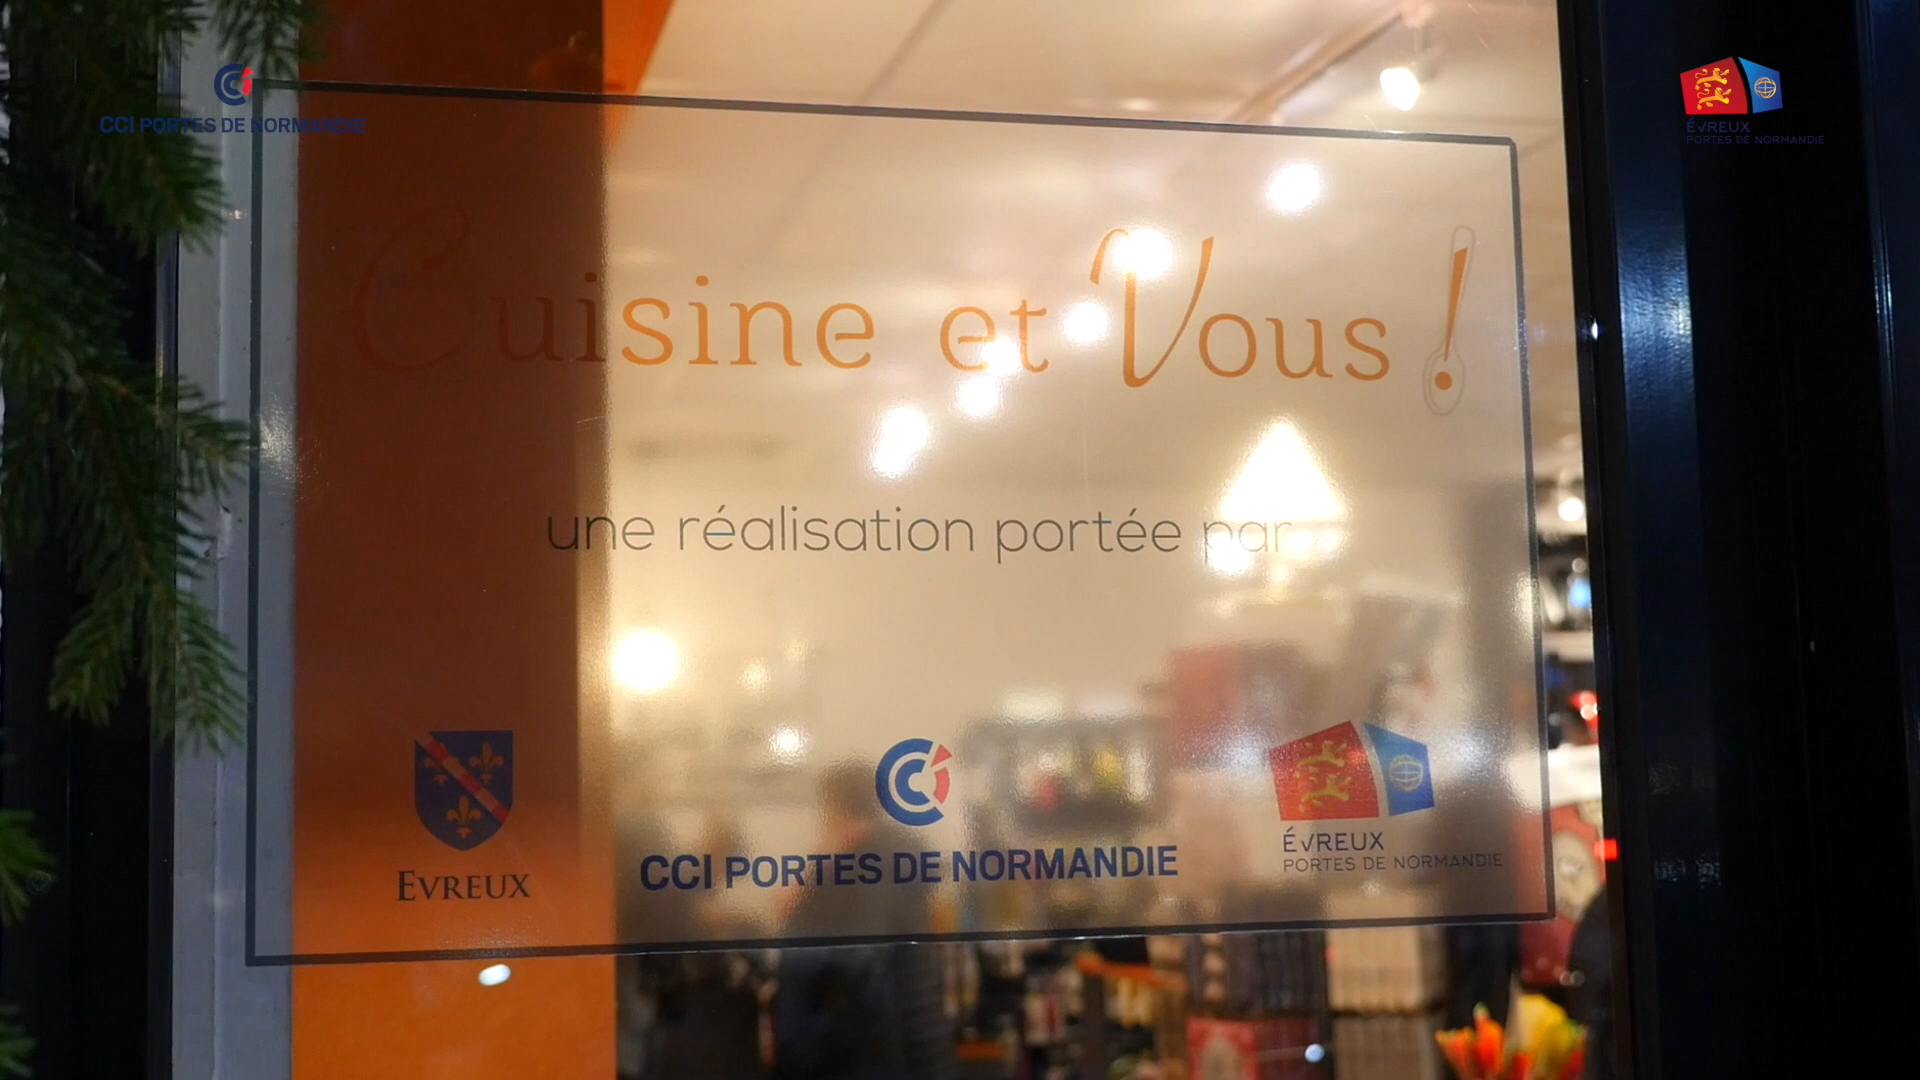 CCI PORTES DE NORMANDIE
ÉVREUX
PORTES DE NORMANDIE
Cuisine et Vous !
une réalisation portée par
EVREUX
CCI PORTES DE NORMANDIE
ÉVREUX
PORTES DE NORMANDIE